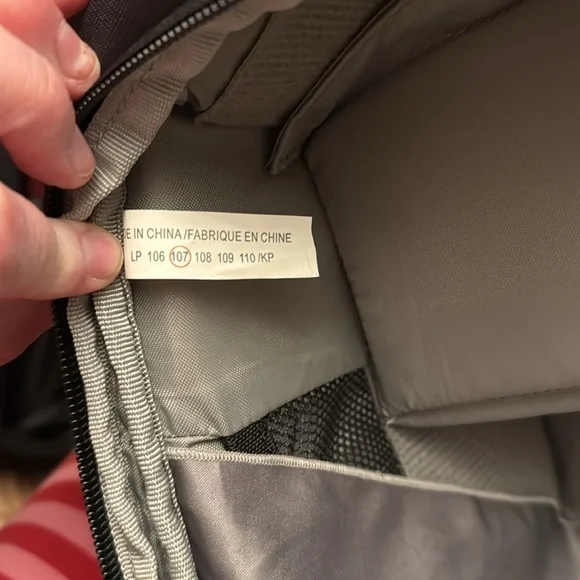 E IN CHINA/FABRIQUE EN CHINE
LP 106 107 108 109 110/KP